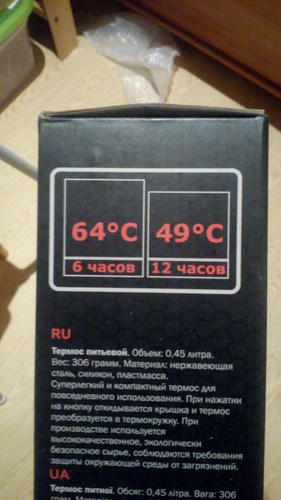 64°C 49°C
6 часов 12 часов
RU
Термос питьевой. Объем: 0,45 литра.
Вес: 306 грамм. Материал: нержавеющая
сталь, силикон, пластмасса.
Суперлегкий и компактный термос для
повседневного использования. При нажатии
на кнопку откидывается крышка и термос
преобразуется в термокружку. При
производстве используется
высококачественное, экологически
безопасное сырье, соблюдаются требования
защиты окружающей среды от загрязнений.
UA
Термос питної. Обсяг: 0,45 літра. Вага: 306